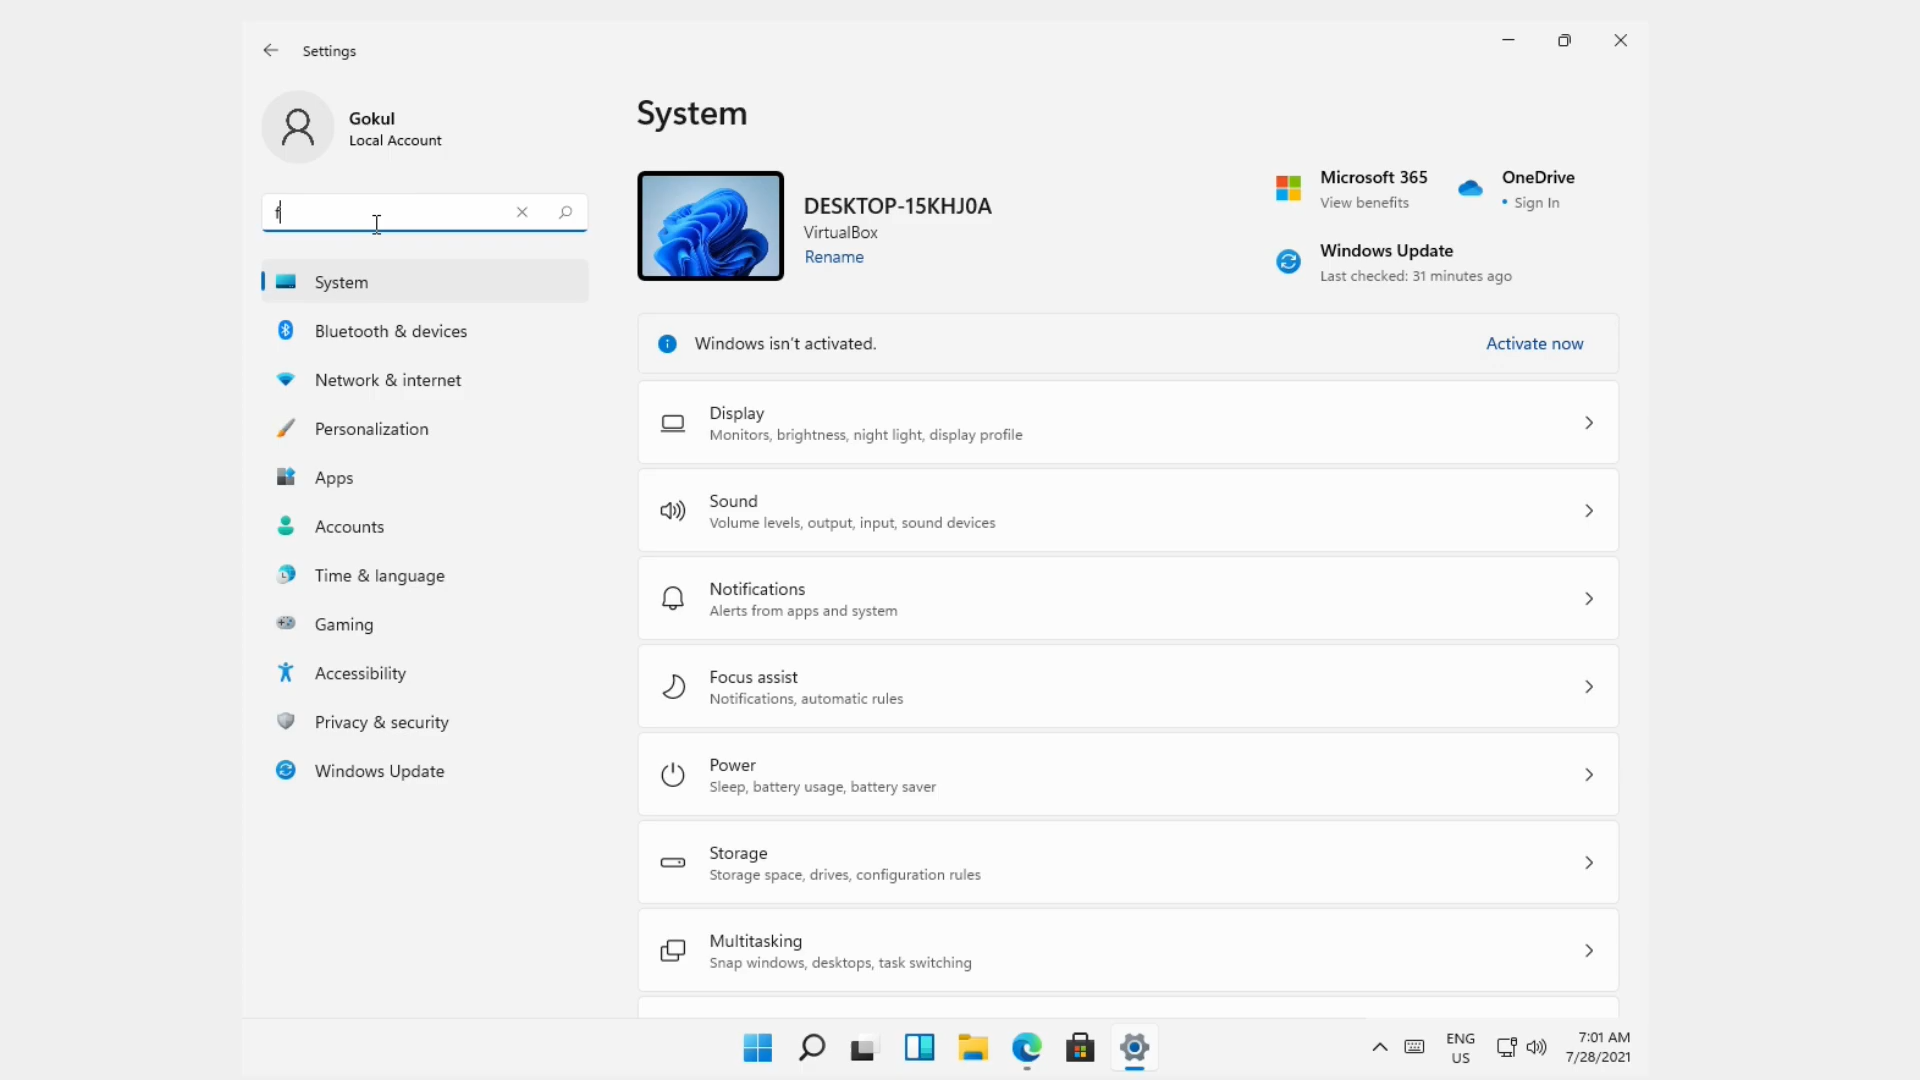 Settings
Gokul
Local Account
f
System
Bluetooth & devices
Network & internet
Personalization
Apps
Accounts
Time & language
Gaming
Accessibility
Privacy & security
Windows Update
System
DESKTOP-15KHJ0A
VirtualBox
Rename
Microsoft 365
View benefits
OneDrive
• Sign In
Windows Update
Last checked: 31 minutes ago
Windows isn't activated.
Activate now
Display
Monitors, brightness, night light, display profile
Sound
Volume levels, output, input, sound devices
Notifications
Alerts from apps and system
Focus assist
Notifications, automatic rules
Power
Sleep, battery usage, battery saver
Storage
Storage space, drives, configuration rules
Multitasking
Snap windows, desktops, task switching
ENG
US
7:01 AM
7/28/2021